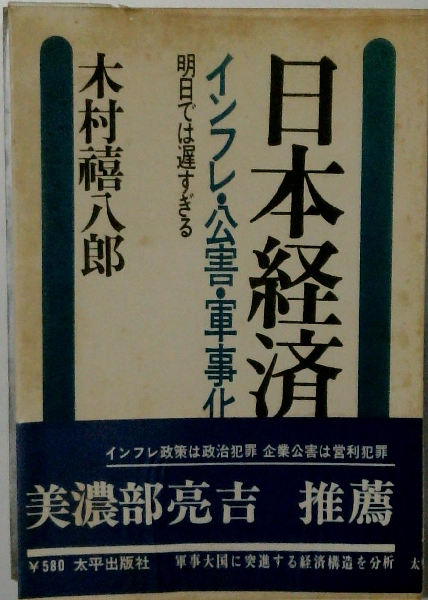 日本経済
インフレ・公害・軍事化
明日では遅すぎる
木村禧八郎
インフレ政策は政治犯罪 企業公害は営利犯罪
美濃部亮吉 推薦
¥580 太平出版社 軍事大国に突進する経済構造を分析 太